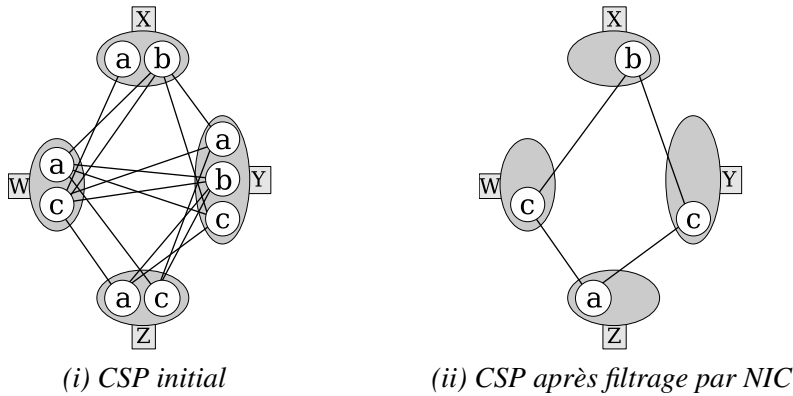 X X
a b b
a a
W b Y W Y
a
c c c c
a c a
Z Z
(i) CSP initial (ii) CSP après filtrage par NIC